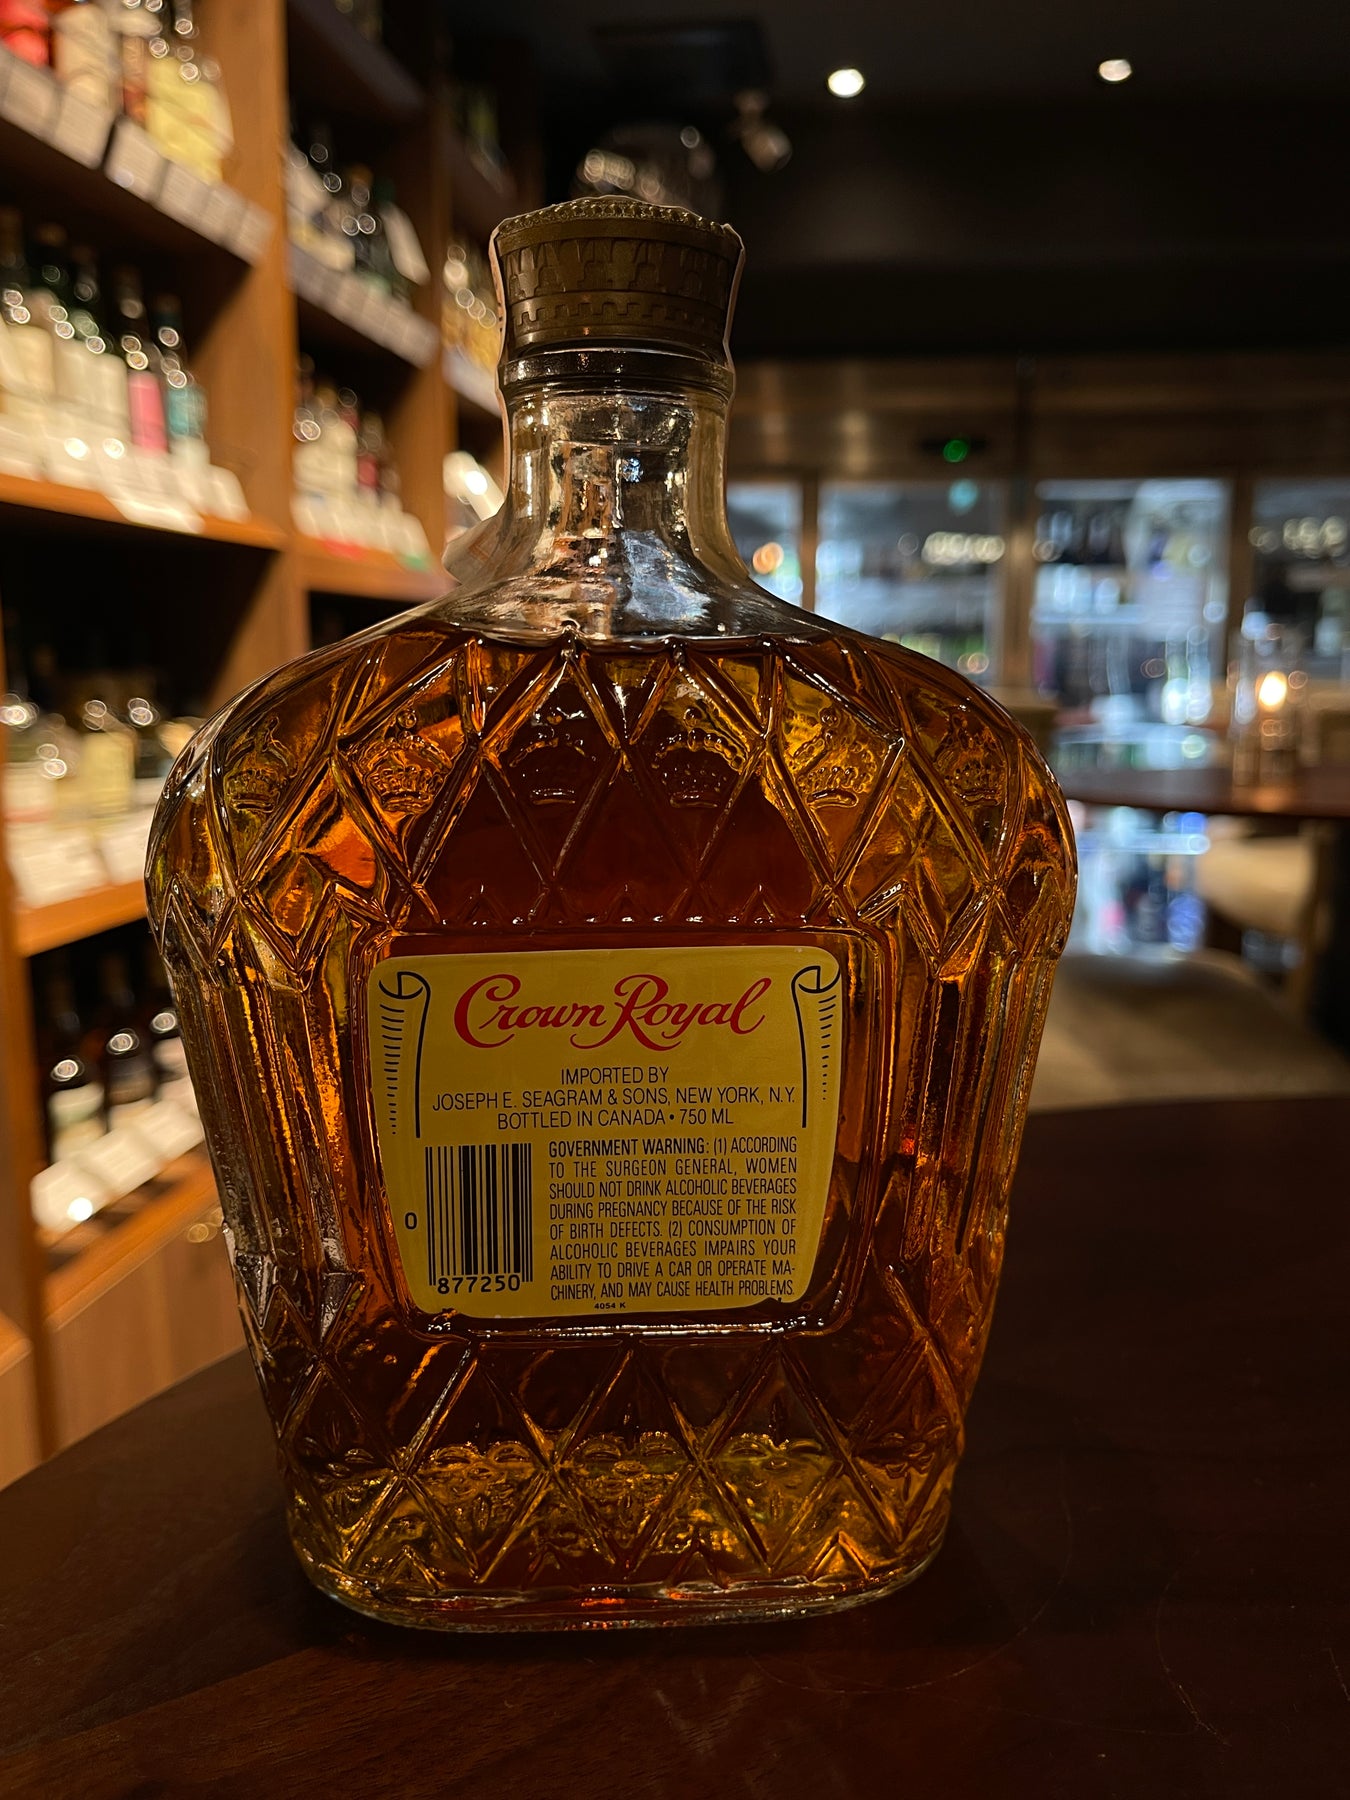 Crown Royal
IMPORTED BY
JOSEPH E. SEAGRAM & SONS, NEW YORK, N.Y.
BOTTLED IN CANADA • 750 ML
GOVERNMENT WARNING: (1) ACCORDING
TO THE SURGEON GENERAL, WOMEN
SHOULD NOT DRINK ALCOHOLIC BEVERAGES
DURING PREGNANCY BECAUSE OF THE RISK
OF BIRTH DEFECTS. (2) CONSUMPTION OF
ALCOHOLIC BEVERAGES IMPAIRS YOUR
ABILITY TO DRIVE A CAR OR OPERATE MA-
CHINERY, AND MAY CAUSE HEALTH PROBLEMS.
0
877250
4054 K